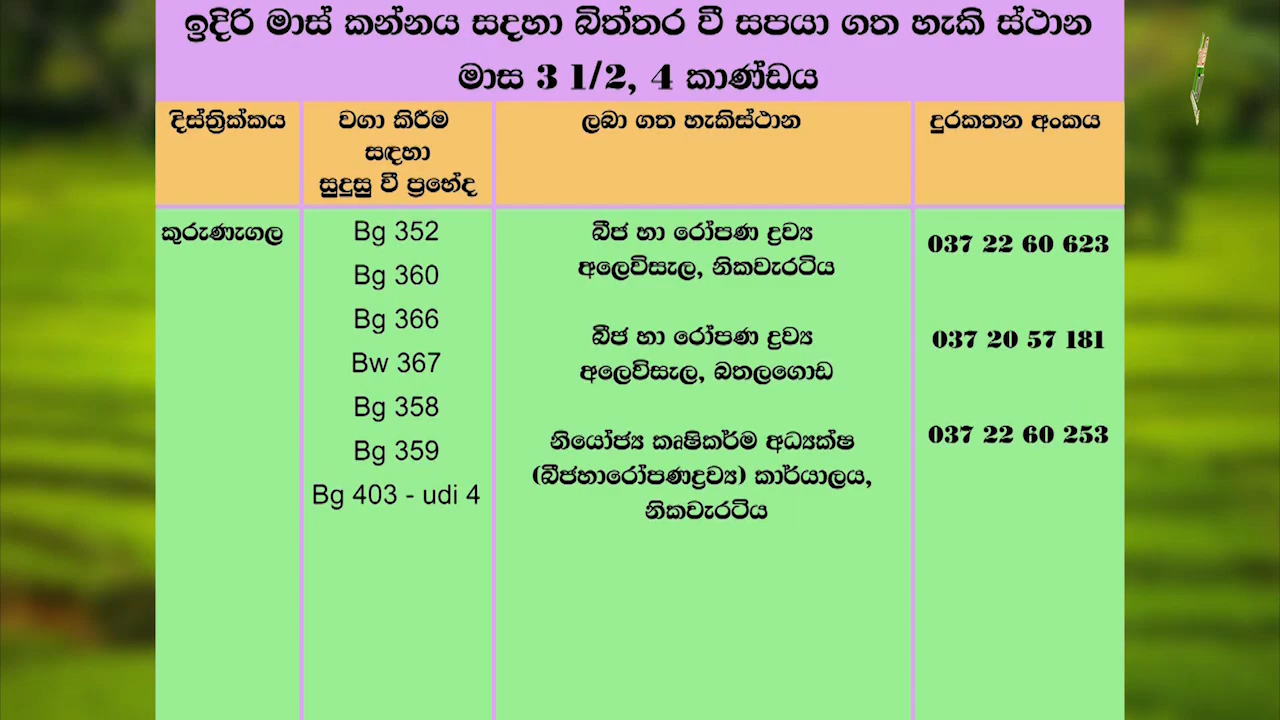 ඉදිරි මාස් කන්නය සදහා බිත්තර වී සපයා ගත හැකි ස්ථාන
මාස 3 1/2, 4 කාණ්ඩය
දිස්ත්‍රික්කය
වගා කිරීම
සඳහා
සුදුසු වී ප්‍රභේද
ලබා ගත හැකිස්ථාන
දුරකතන අංකය
කුරුණැගල
Bg 352
Bg 360
Bg 366
Bw 367
Bg 358
Bg 359
Bg 403 - udi 4
බීජ හා රෝපණ ද්‍රව්‍ය
අලෙවිසැල, නිකවැරටිය
බීජ හා රෝපණ ද්‍රව්‍ය
අලෙවිසැල, බතලගොඩ
නියෝජ්‍ය කෘෂිකර්ම අධ්‍යක්ෂ
(බීජහාරෝපණද්‍රව්‍ය) කාර්යාලය,
නිකවැරටිය
037 22 60 623
037 20 57 181
037 22 60 253